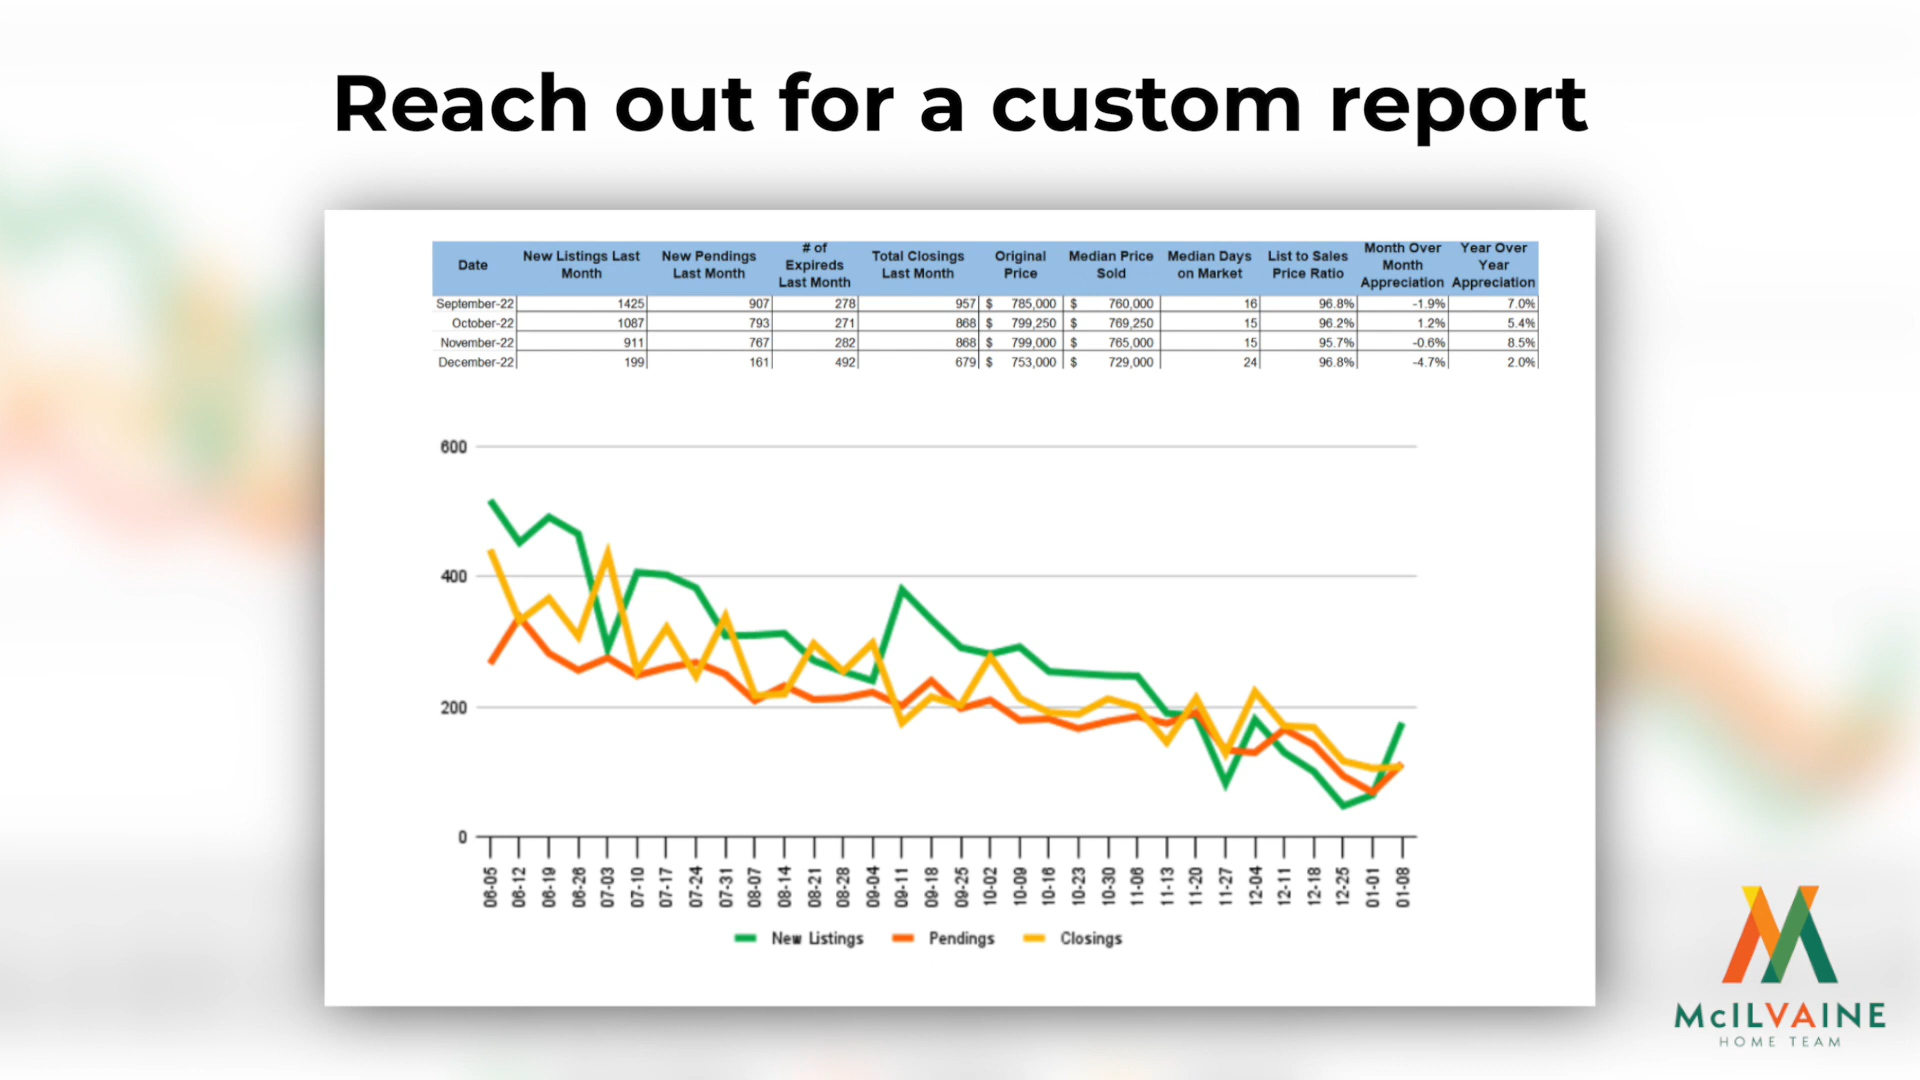 Reach out for a custom report
Date New Listings Last Month New Pendings Last Month # of Expireds Last Month Total Closings Last Month Original Price Median Price Sold Median Days on Market List to Sales Price Ratio Month Over Month Appreciation Year Over Year Appreciation
September-22 1425 907 278 957 $ 785,000 $ 760,000 16 96.8% -1.9% 7.0%
October-22 1087 793 271 868 $ 799,250 $ 769,250 15 96.2% 1.2% 5.4%
November-22 911 767 282 868 $ 799,000 $ 765,000 15 95.7% -0.6% 8.5%
December-22 199 161 492 679 $ 753,000 $ 729,000 24 96.8% -4.7% 2.0%
600
400
200
0
06-05 06-12 06-19 06-26 07-03 07-10 07-17 07-24 07-31 08-07 08-14 08-21 08-28 09-04 09-11 09-18 09-25 10-02 10-09 10-16 10-23 10-30 11-06 11-13 11-20 11-27 12-04 12-11 12-18 12-25 01-01 01-08
New Listings Pendings Closings
McILVAINE
HOME TEAM